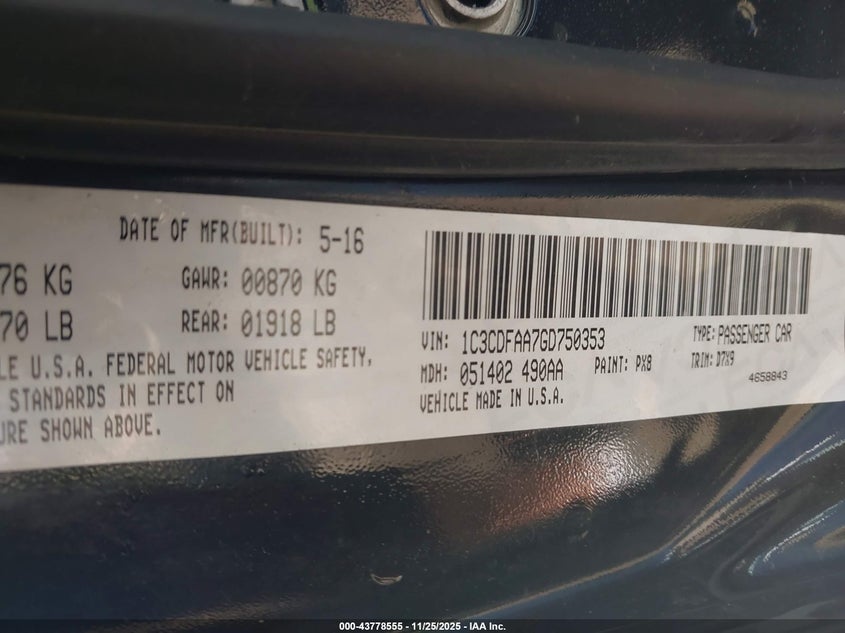 DATE OF MFR(BUILT): 5-16
76 KG GAWR: 00870 KG
70 LB REAR: 01918 LB
LE U.S.A. FEDERAL MOTOR VEHICLE SAFETY,
STANDARDS IN EFFECT ON
URE SHOWN ABOVE.
VIN: 1C3CDFAA7GD750353 TYPE: PASSENGER CAR
MDH: 051402 490AA PAINT: PX8 TRIM: D7X9
VEHICLE MADE IN U.S.A. 4658843
000-43778555 - 11/25/2025 - IAA Inc.